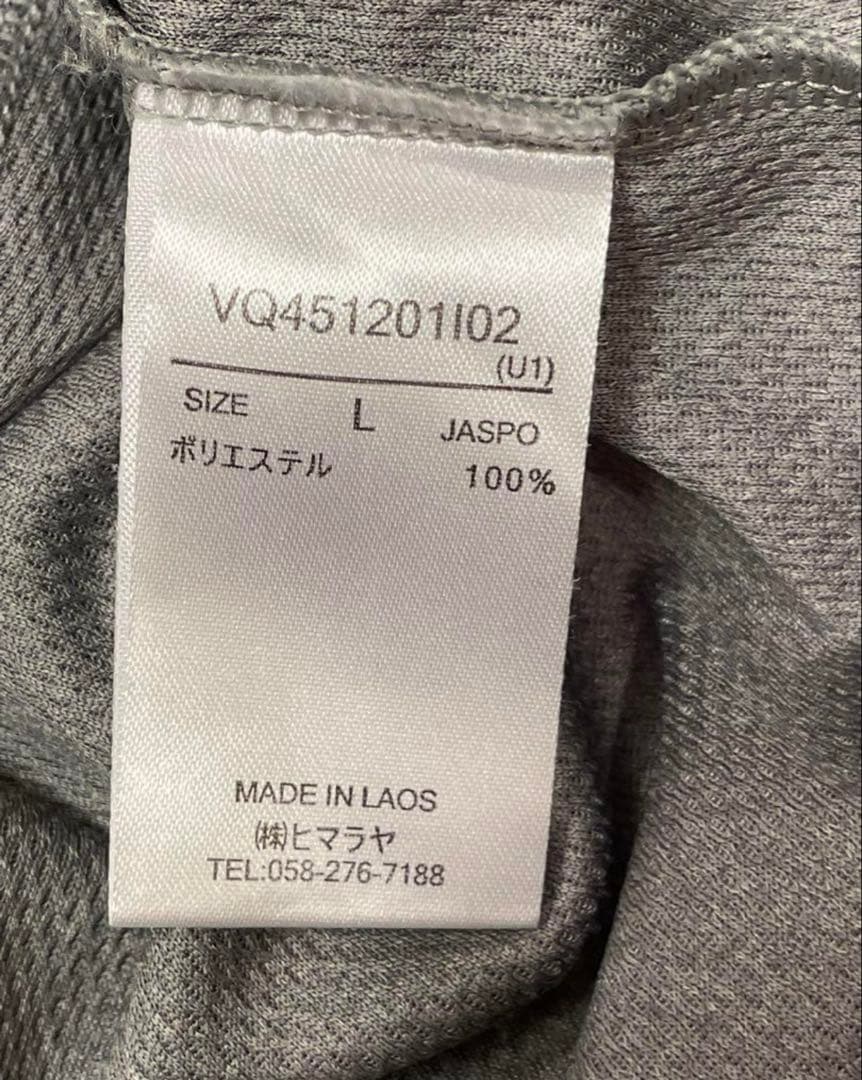 VQ451201I02
(U1)
SIZE L JASPO
ポリエステル 100%
MADE IN LAOS
(株)ヒマラヤ
TEL:058-276-7188